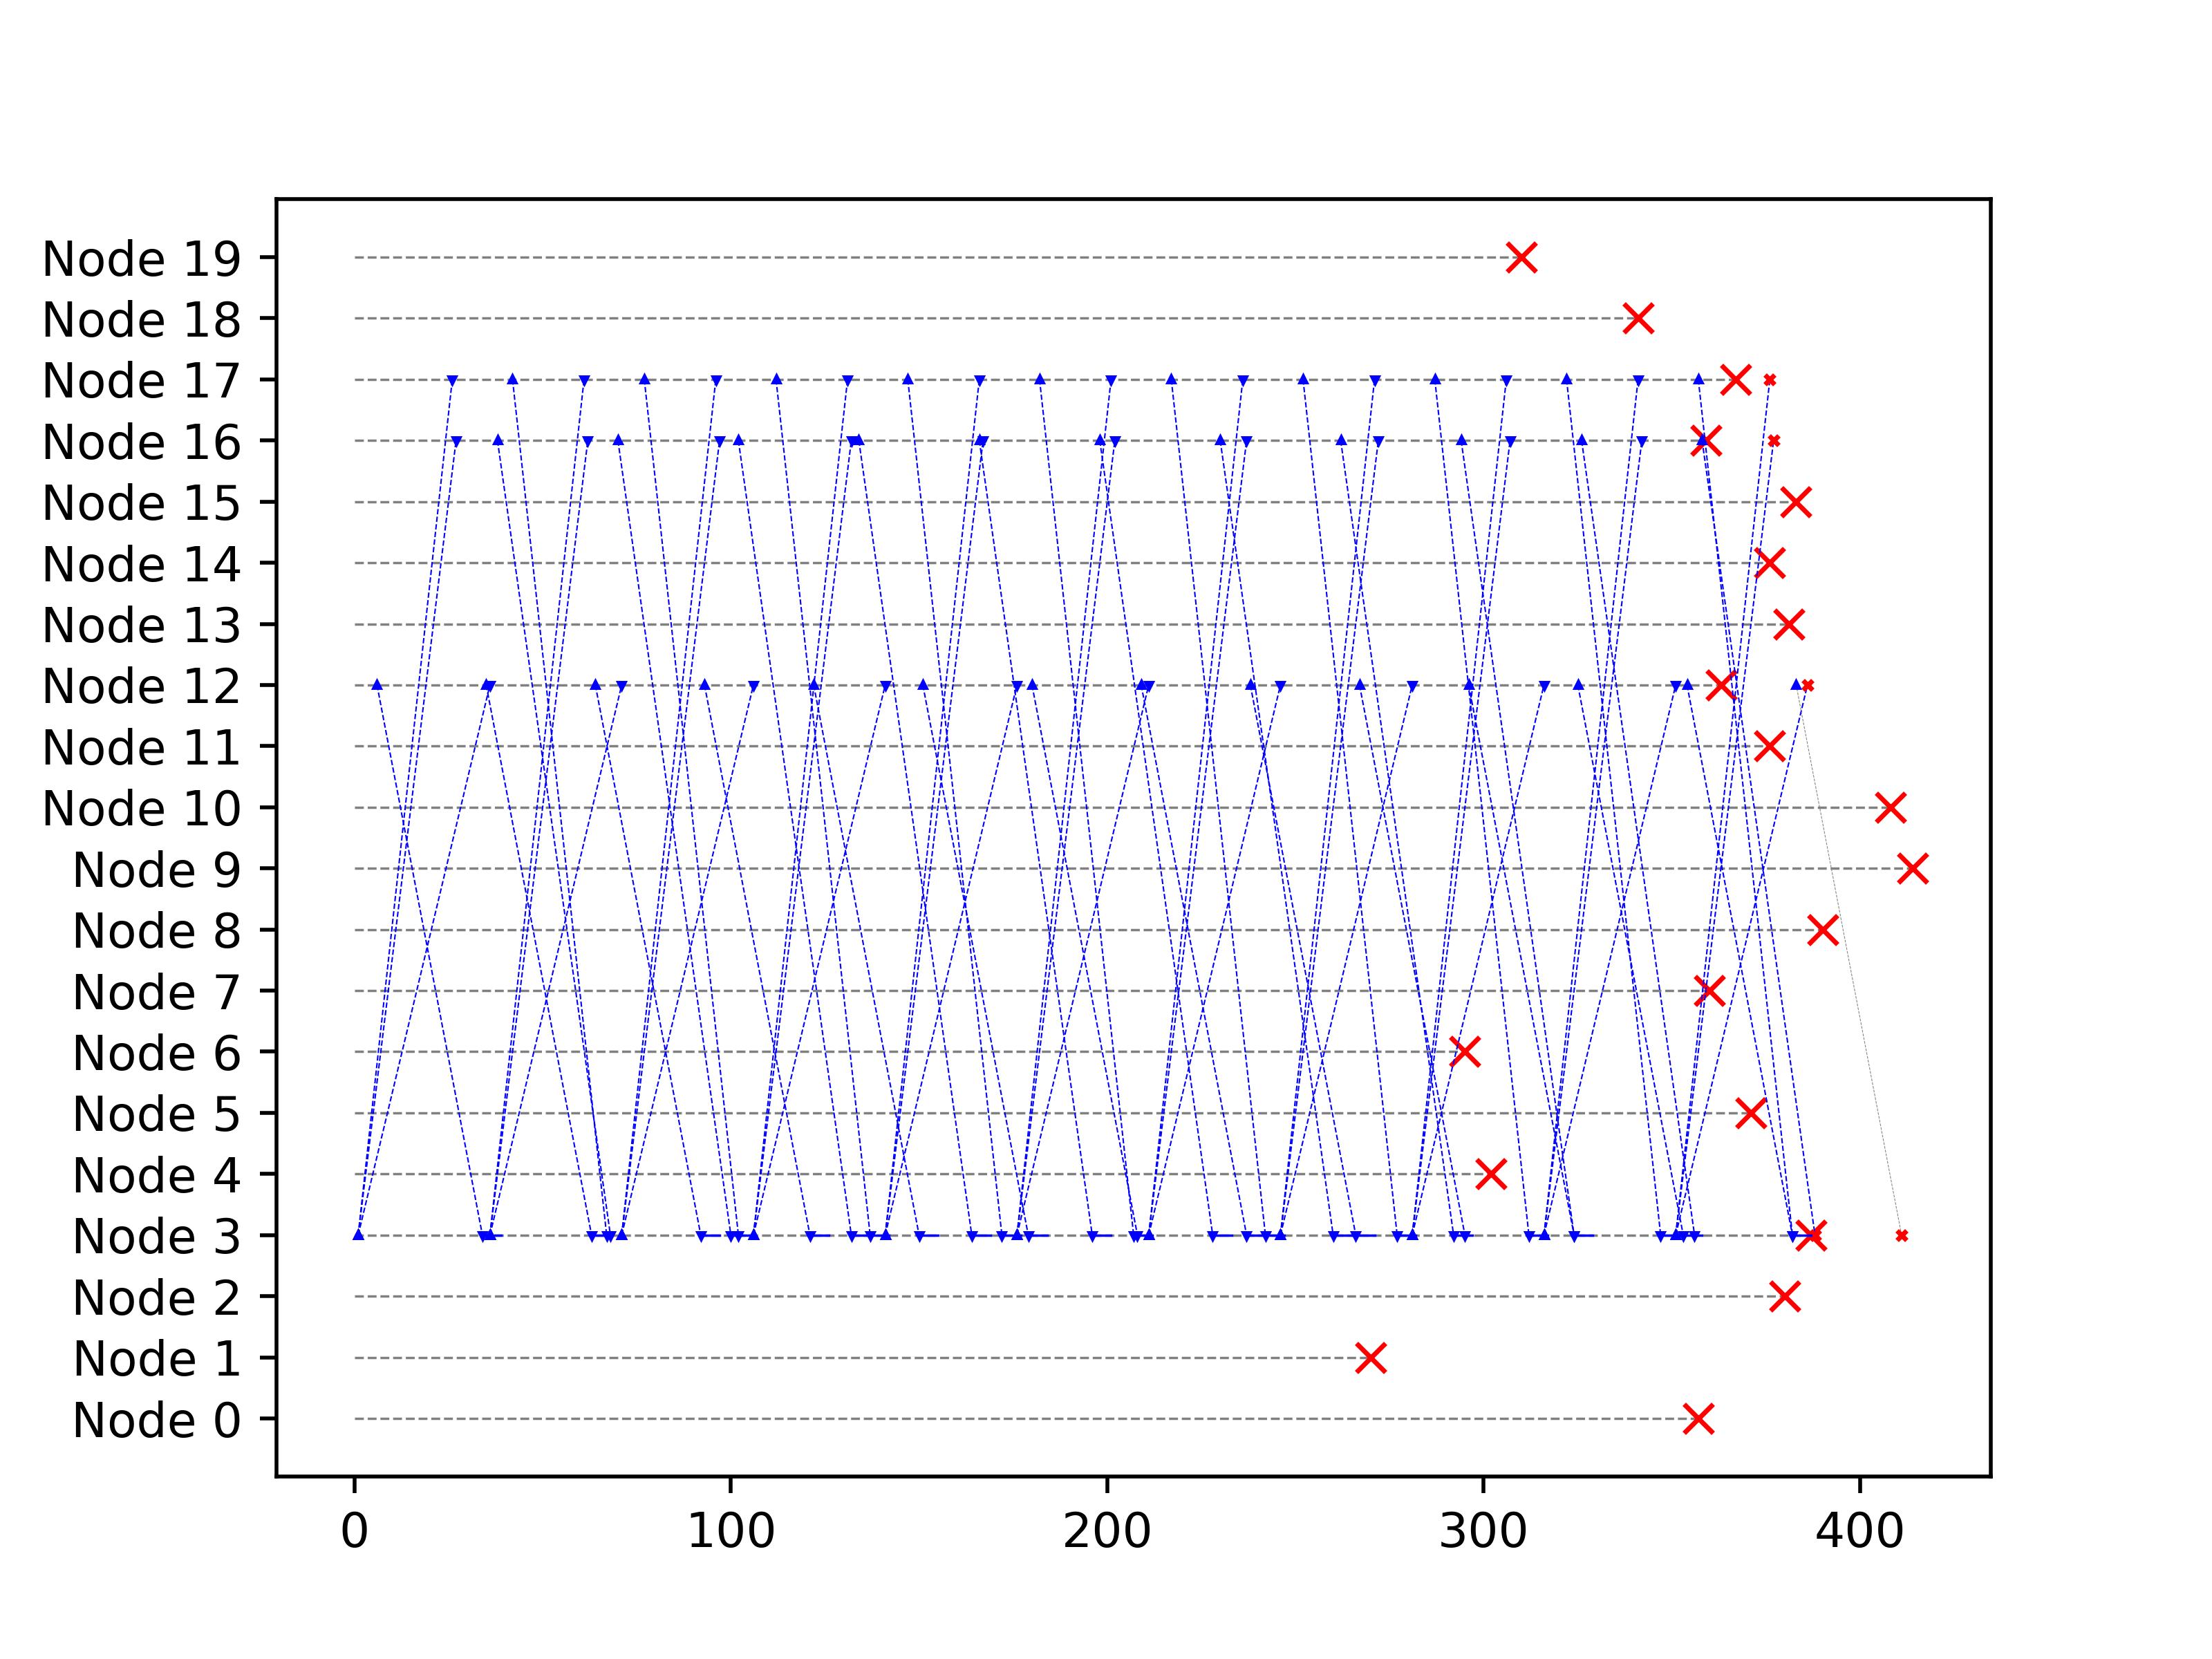 Node 19
Node 18
Node 17
Node 16
Node 15
Node 14
Node 13
Node 12
Node 11
Node 10
Node 9
Node 8
Node 7
Node 6
Node 5
Node 4
Node 3
Node 2
Node 1
Node 0
0 100 200 300 400